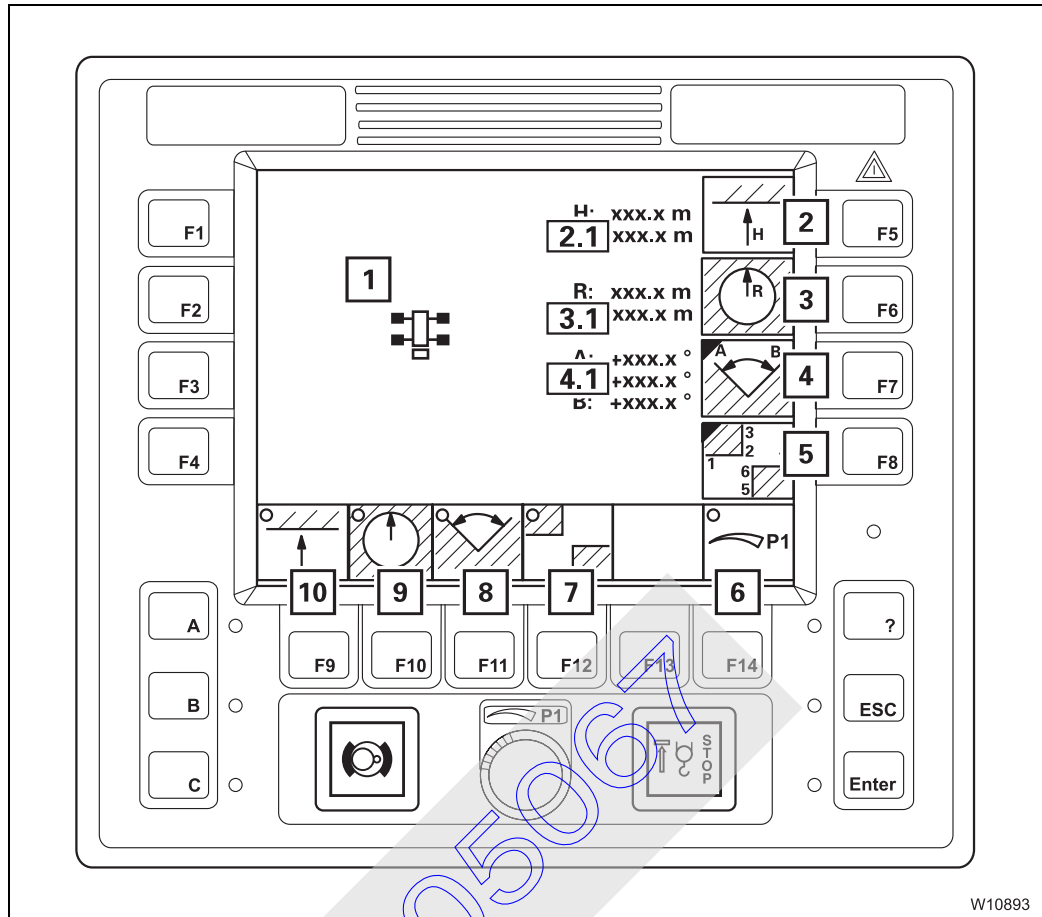 H: xxx.x m
2.1 xxx.x m
H
2
F1
F5
1
R: xxx.x m
3.1 xxx.x m
R
3
F2
F6
A: +xxx.x °
4.1 +xxx.x °
B: +xxx.x °
A B
4
F3
F7
3
2
1
6
5
5
F4
F8
P1
10 9 8 7 6
A
F9 F10 F11 F12 F13 F14
?
B
P1
ESC
STOP
C
Enter
05067
W10893